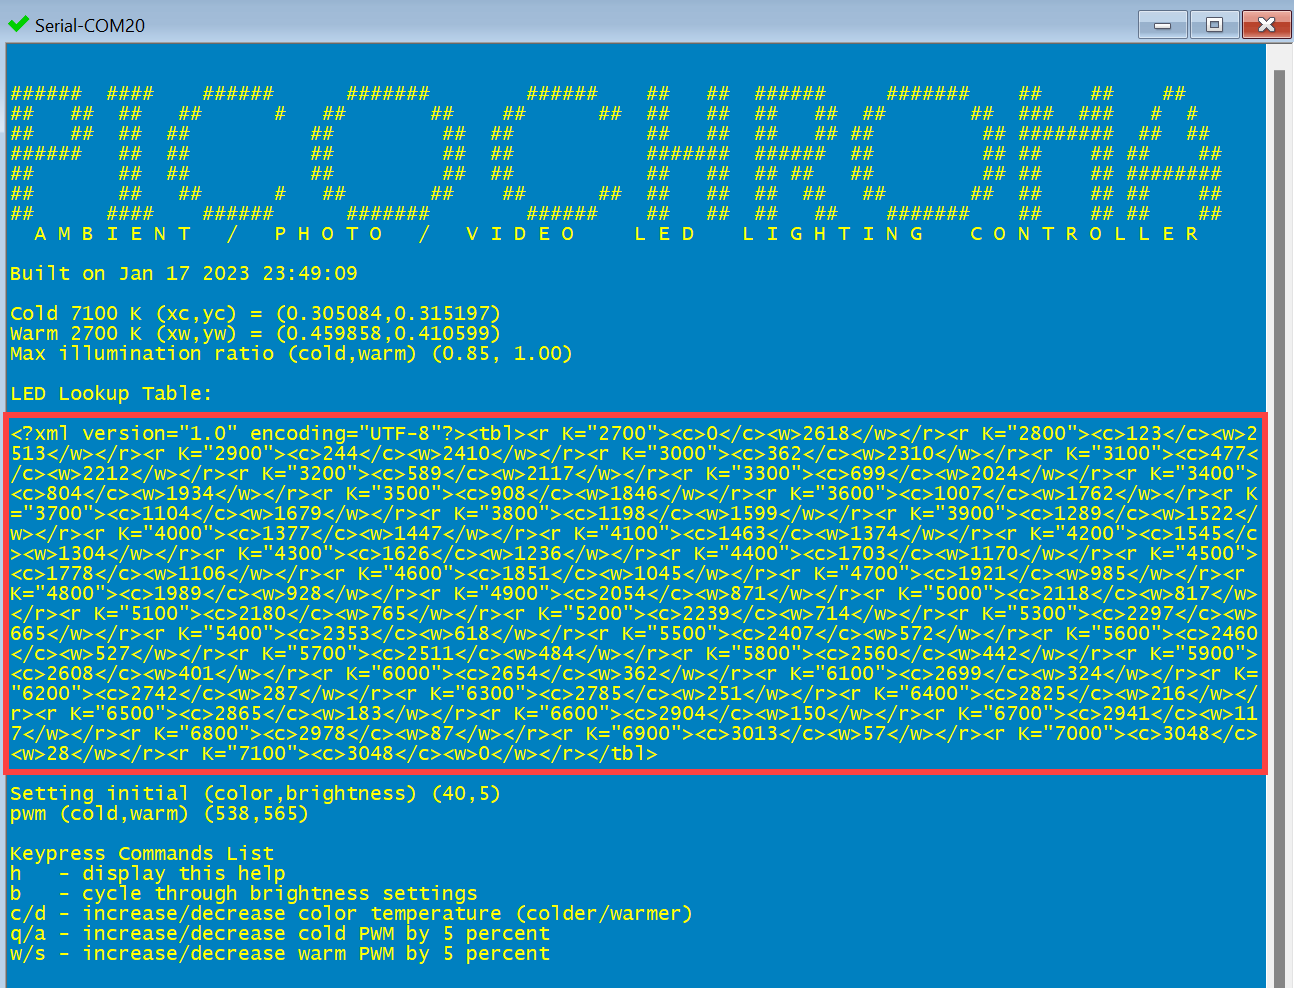 Serial-COM20
######  ####    ######      #######        ######    ##   ##  ######     #######    ##    ##    ##
##   ##  ##   ##      #   ##       ##    ##      ##  ##   ##  ##   ##  ##       ##  ###  ###   #  #
##   ##  ##  ##          ##         ##  ##           ##   ##  ##   ## ##         ## ########  ##  ##
######   ##  ##          ##         ##  ##           #######  ######  ##         ## ##    ## ##    ##
##       ##  ##          ##         ##  ##           ##   ##  ## ##   ##         ## ##    ## ########
##       ##   ##      #   ##       ##    ##      ##  ##   ##  ##  ##   ##       ##  ##    ## ##    ##
##      ####    ######      #######        ######    ##   ##  ##   ##    #######    ##    ## ##    ##
A M B I E N T / P H O T O / V I D E O L E D L I G H T I N G C O N T R O L L E R
Built on Jan 17 2023 23:49:09
Cold 7100 K (xc,yc) = (0.305084,0.315197)
Warm 2700 K (xw,yw) = (0.459858,0.410599)
Max illumination ratio (cold,warm) (0.85, 1.00)
LED Lookup Table:
<?xml version="1.0" encoding="UTF-8"?><tbl><r K="2700"><c>0</c><w>2618</w></r><r K="2800"><c>123</c><w>2
513</w></r><r K="2900"><c>244</c><w>2410</w></r><r K="3000"><c>362</c><w>2310</w></r><r K="3100"><c>477<
/c><w>2212</w></r><r K="3200"><c>589</c><w>2117</w></r><r K="3300"><c>699</c><w>2024</w></r><r K="3400">
<c>804</c><w>1934</w></r><r K="3500"><c>908</c><w>1846</w></r><r K="3600"><c>1007</c><w>1762</w></r><r K
="3700"><c>1104</c><w>1679</w></r><r K="3800"><c>1198</c><w>1599</w></r><r K="3900"><c>1289</c><w>1522</
w></r><r K="4000"><c>1377</c><w>1447</w></r><r K="4100"><c>1463</c><w>1374</w></r><r K="4200"><c>1545</c
><w>1304</w></r><r K="4300"><c>1626</c><w>1236</w></r><r K="4400"><c>1703</c><w>1170</w></r><r K="4500">
<c>1778</c><w>1106</w></r><r K="4600"><c>1851</c><w>1045</w></r><r K="4700"><c>1921</c><w>985</w></r><r
K="4800"><c>1989</c><w>928</w></r><r K="4900"><c>2054</c><w>871</w></r><r K="5000"><c>2118</c><w>817</w>
</r><r K="5100"><c>2180</c><w>765</w></r><r K="5200"><c>2239</c><w>714</w></r><r K="5300"><c>2297</c><w>
665</w></r><r K="5400"><c>2353</c><w>618</w></r><r K="5500"><c>2407</c><w>572</w></r><r K="5600"><c>2460
</c><w>527</w></r><r K="5700"><c>2511</c><w>484</w></r><r K="5800"><c>2560</c><w>442</w></r><r K="5900">
<c>2608</c><w>401</w></r><r K="6000"><c>2654</c><w>362</w></r><r K="6100"><c>2699</c><w>324</w></r><r K=
"6200"><c>2742</c><w>287</w></r><r K="6300"><c>2785</c><w>251</w></r><r K="6400"><c>2825</c><w>216</w></
r><r K="6500"><c>2865</c><w>183</w></r><r K="6600"><c>2904</c><w>150</w></r><r K="6700"><c>2941</c><w>11
7</w></r><r K="6800"><c>2978</c><w>87</w></r><r K="6900"><c>3013</c><w>57</w></r><r K="7000"><c>3048</c>
<w>28</w></r><r K="7100"><c>3048</c><w>0</w></r></tbl>
Setting initial (color,brightness) (40,5)
pwm (cold,warm) (538,565)
Keypress Commands List
h   - display this help
b   - cycle through brightness settings
c/d - increase/decrease color temperature (colder/warmer)
q/a - increase/decrease cold PWM by 5 percent
w/s - increase/decrease warm PWM by 5 percent